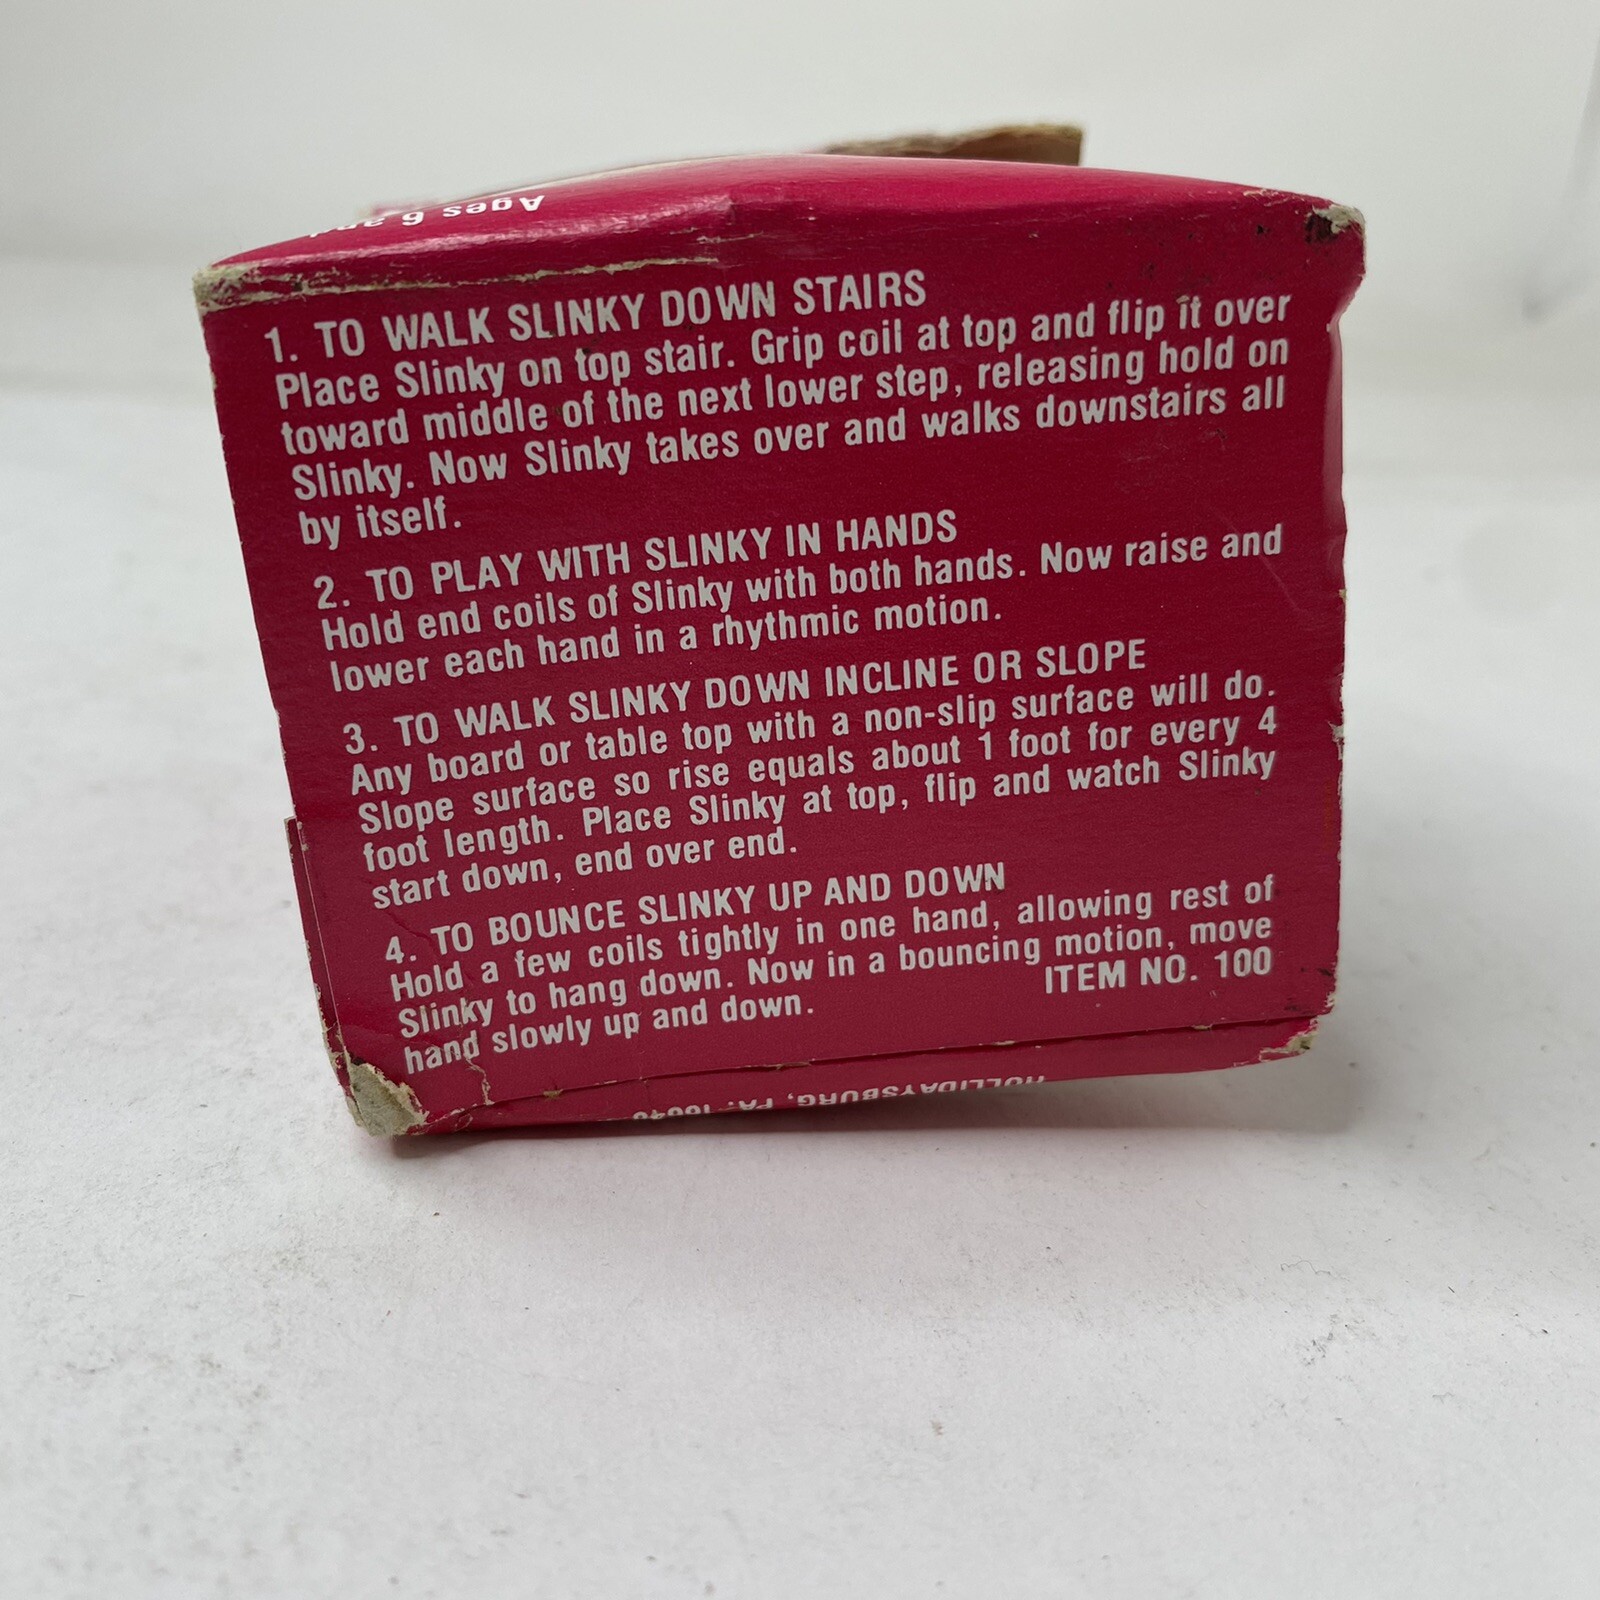 Ages 6 and
1. TO WALK SLINKY DOWN STAIRS
Place Slinky on top stair. Grip coil at top and flip it over
toward middle of the next lower step, releasing hold on
Slinky. Now Slinky takes over and walks downstairs all
by itself.
2. TO PLAY WITH SLINKY IN HANDS
Hold end coils of Slinky with both hands. Now raise and
lower each hand in a rhythmic motion.
3. TO WALK SLINKY DOWN INCLINE OR SLOPE
Any board or table top with a non-slip surface will do.
Slope surface so rise equals about 1 foot for every 4
foot length. Place Slinky at top, flip and watch Slinky
start down, end over end.
4. TO BOUNCE SLINKY UP AND DOWN
Hold a few coils tightly in one hand, allowing rest of
Slinky to hang down. Now in a bouncing motion, move
hand slowly up and down.
ITEM NO. 100
HOLLIDAYSBURG, PA.